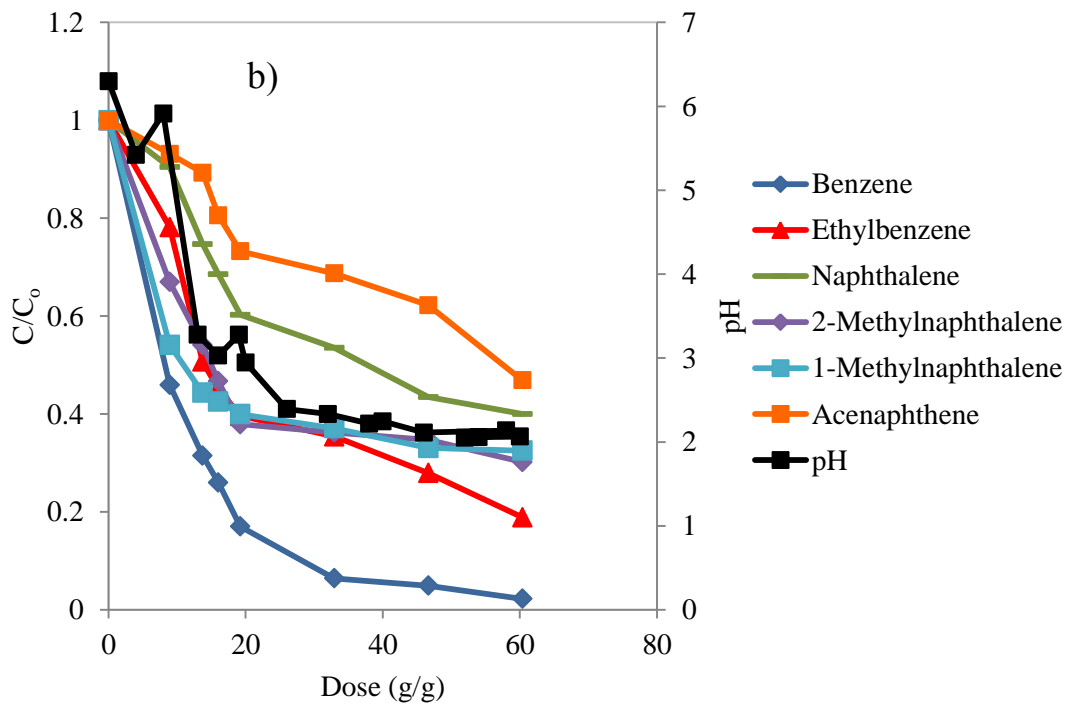 b)
C/Co
1.2
1
0.8
0.6
0.4
0.2
0
7
6
5
4
3
2
1
0
pH
0
20
40
60
80
Dose (g/g)
Benzene
Ethylbenzene
Naphthalene
2-Methylnaphthalene
1-Methylnaphthalene
Acenaphthene
pH